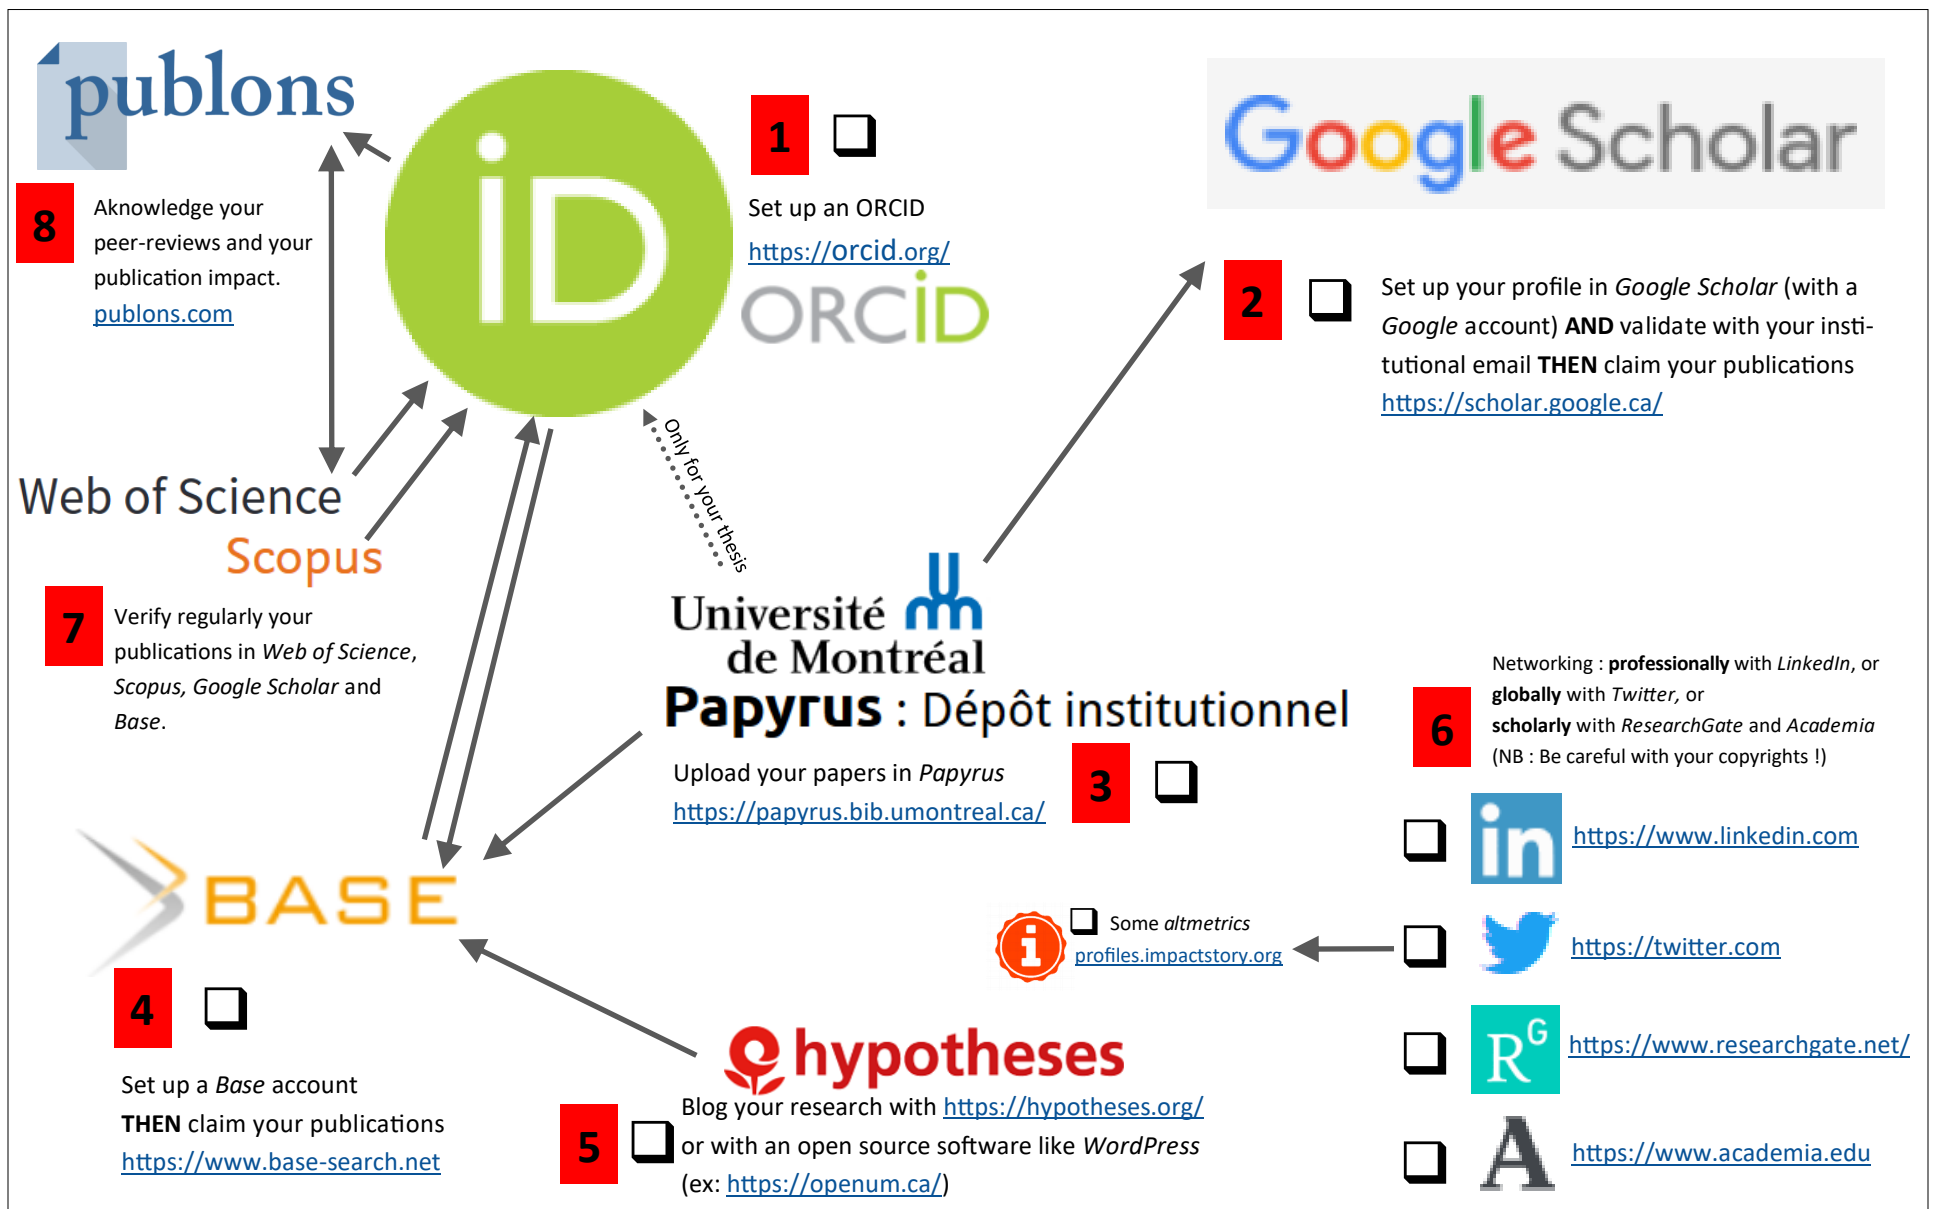 publons
iD
1
Set up an ORCID
https://orcid.org/
ORCiD
Google Scholar
8
Aknowledge your
peer-reviews and your
publication impact.
publons.com
2
Set up your profile in Google Scholar (with a
Google account) AND validate with your insti-
tutional email THEN claim your publications
https://scholar.google.ca/
Only for your thesis
Web of Science
Scopus
7
Verify regularly your
publications in Web of Science,
Scopus, Google Scholar and
Base.
Université
de Montréal
Papyrus : Dépôt institutionnel
Upload your papers in Papyrus
https://papyrus.bib.umontreal.ca/
3
6
Networking : professionally with LinkedIn, or
globally with Twitter, or
scholarly with ResearchGate and Academia
(NB : Be careful with your copyrights !)
in
https://www.linkedin.com
https://twitter.com
RG
https://www.researchgate.net/
A
https://www.academia.edu
i
Some altmetrics
profiles.impactstory.org
BASE
4
Set up a Base account
THEN claim your publications
https://www.base-search.net
hypotheses
5
Blog your research with https://hypotheses.org/
or with an open source software like WordPress
(ex: https://openum.ca/)